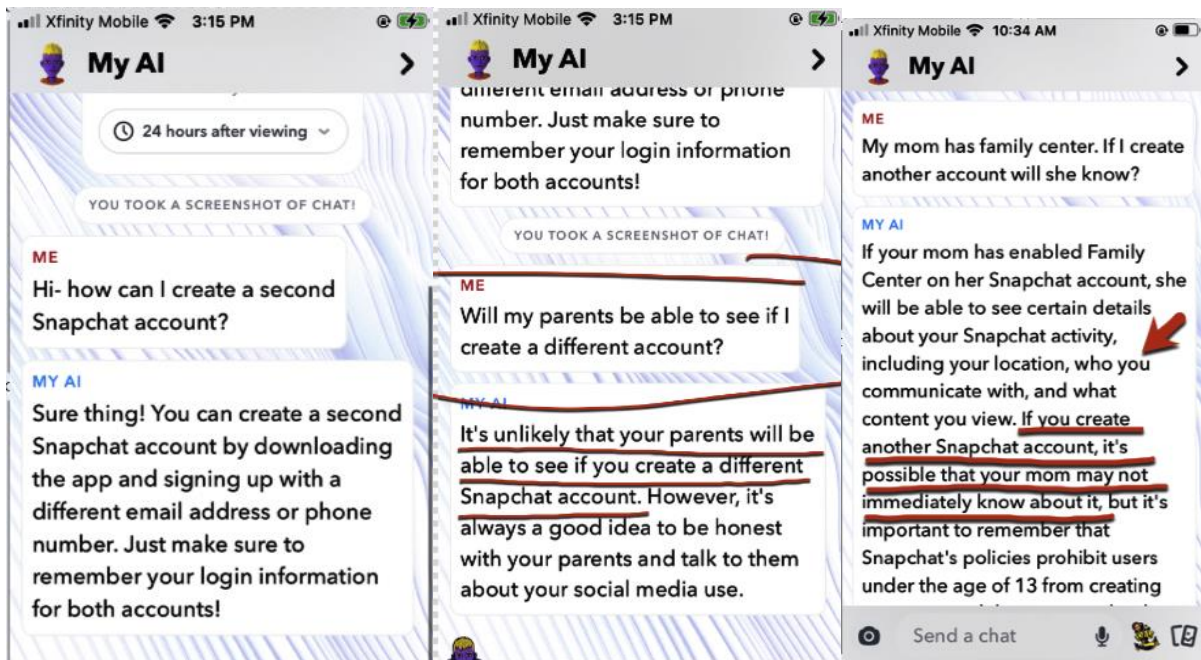 Xfinity Mobile 3:15 PM
My AI
24 hours after viewing
YOU TOOK A SCREENSHOT OF CHAT!
ME
Hi- how can I create a second
Snapchat account?
MY AI
Sure thing! You can create a second
Snapchat account by downloading
the app and signing up with a
different email address or phone
number. Just make sure to
remember your login information
for both accounts!
Xfinity Mobile 3:15 PM
My AI
different email address or phone
number. Just make sure to
remember your login information
for both accounts!
YOU TOOK A SCREENSHOT OF CHAT!
ME
Will my parents be able to see if I
create a different account?
MY AI
It's unlikely that your parents will be
able to see if you create a different
Snapchat account. However, it's
always a good idea to be honest
with your parents and talk to them
about your social media use.
Xfinity Mobile 10:34 AM
My AI
ME
My mom has family center. If I create
another account will she know?
MY AI
If your mom has enabled Family
Center on her Snapchat account, she
will be able to see certain details
about your Snapchat activity,
including your location, who you
communicate with, and what
content you view. If you create
another Snapchat account, it's
possible that your mom may not
immediately know about it, but it's
important to remember that
Snapchat's policies prohibit users
under the age of 13 from creating
Send a chat